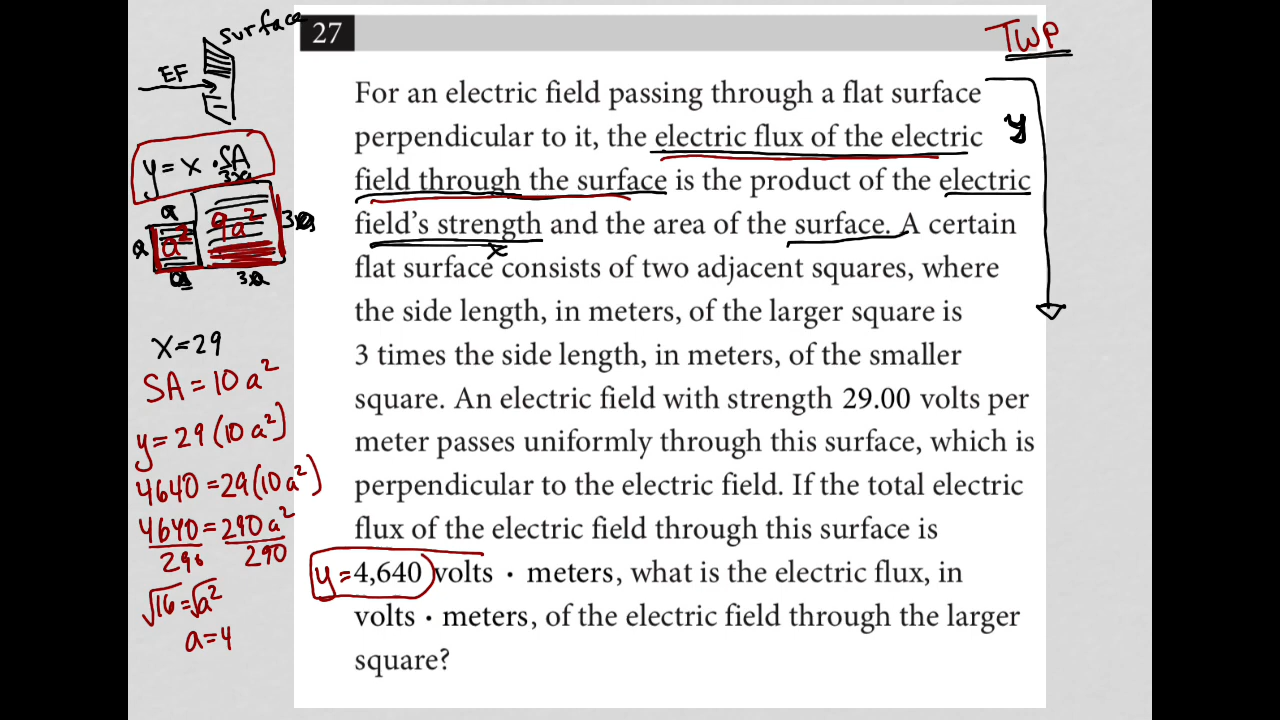 surface
EF
y = x · SA
3a
a
a
a²
9a²
3a
a
3a
x = 29
SA = 10a²
y = 29(10a²)
4640 = 29(10a²)
4640 = 290a²
290 290
√16 = √a²
a = 4
27
TWP
For an electric field passing through a flat surface
perpendicular to it, the electric flux of the electric
y
field through the surface is the product of the electric
field’s strength and the area of the surface. A certain
x
flat surface consists of two adjacent squares, where
the side length, in meters, of the larger square is
3 times the side length, in meters, of the smaller
square. An electric field with strength 29.00 volts per
meter passes uniformly through this surface, which is
perpendicular to the electric field. If the total electric
flux of the electric field through this surface is
y = 4,640 volts · meters, what is the electric flux, in
volts · meters, of the electric field through the larger
square?